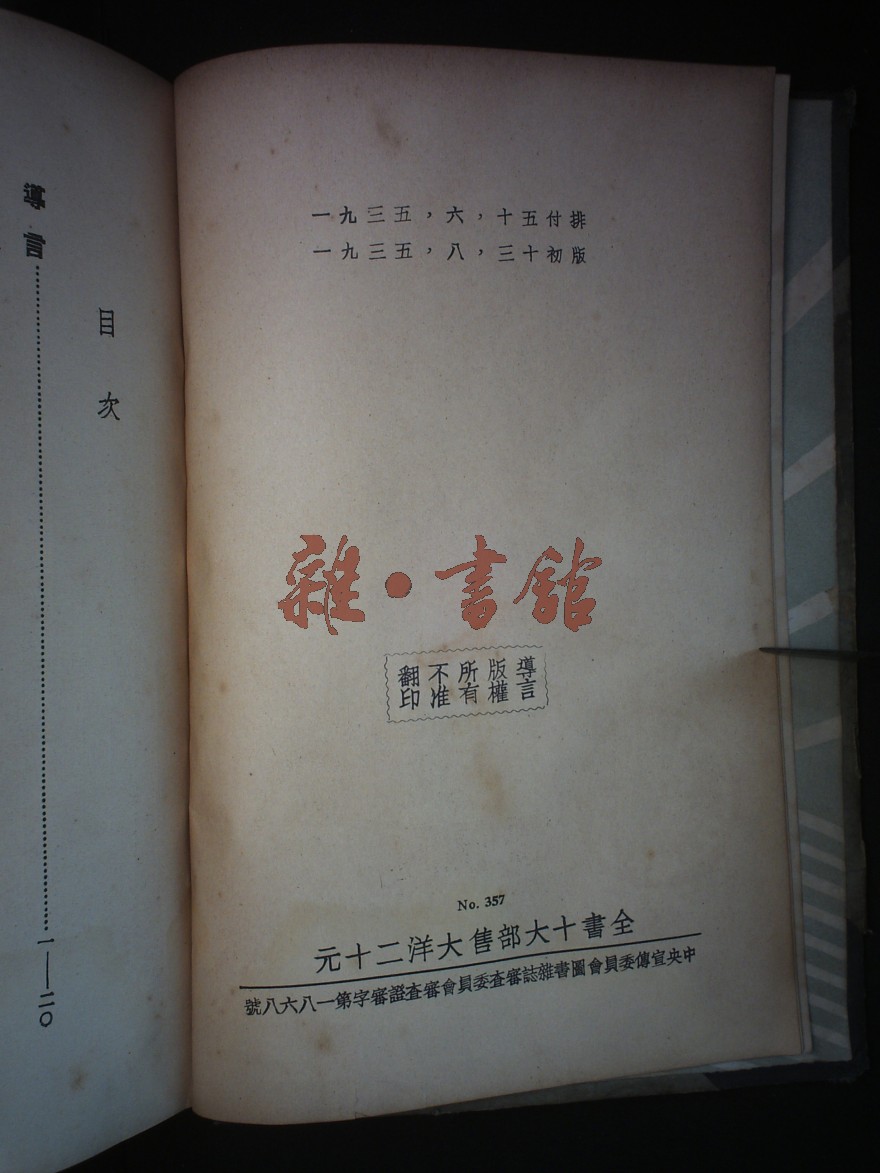 一九三五，六，十五付排
一九三五，八，三十初版
雜·書館
導言
版權
所有
不准
翻印
No. 357
全書十大部售大洋二十元
中央宣傳委員會圖書雜誌審查委員會審查證審字第一八六八號
目次
導言……一——二〇